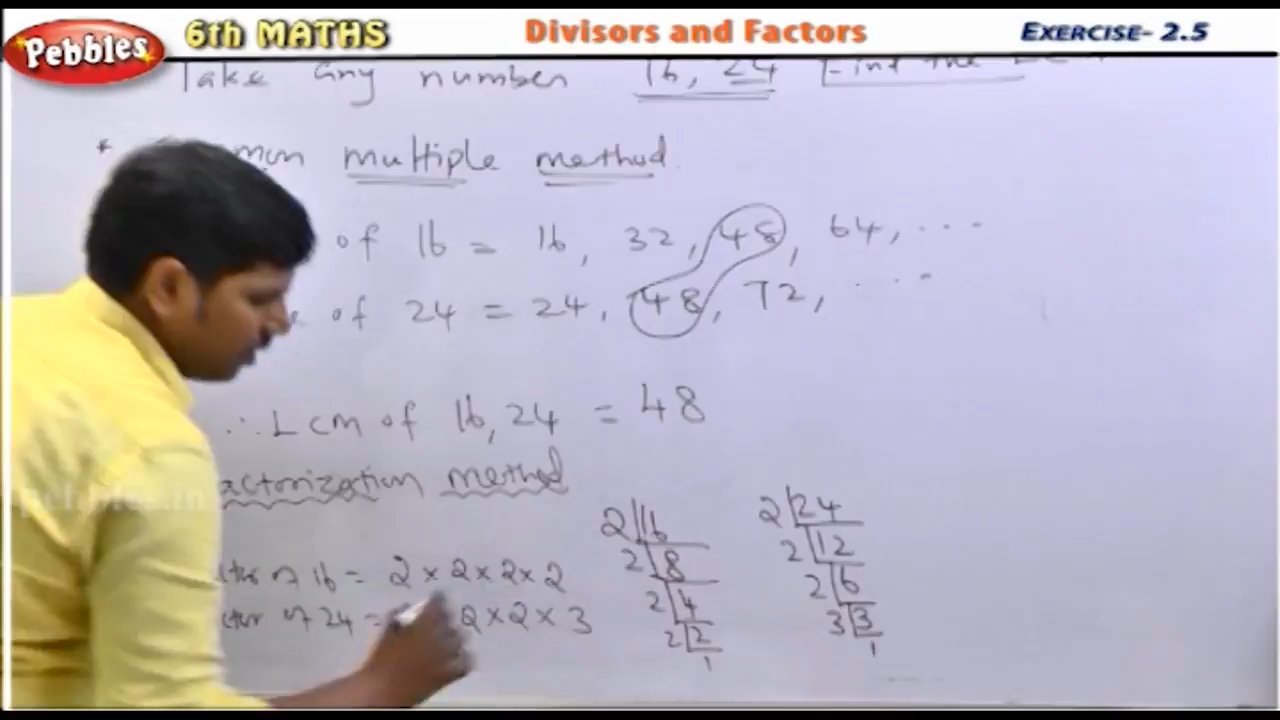 Pebbles 6th MATHS Divisors and Factors EXERCISE- 2.5
Take any number 16, 24 Find the
* multiple method.
of 16 = 16, 32, 48, 64, ...
of 24 = 24, 48, 72, ...
∴ Lcm of 16, 24 = 48
actorization method
of 16 = 2 × 2 × 2 × 2
of 24 = 2 × 2 × 3
2 16
2 8
2 4
2 2
1
2 24
2 12
2 6
3 3
1